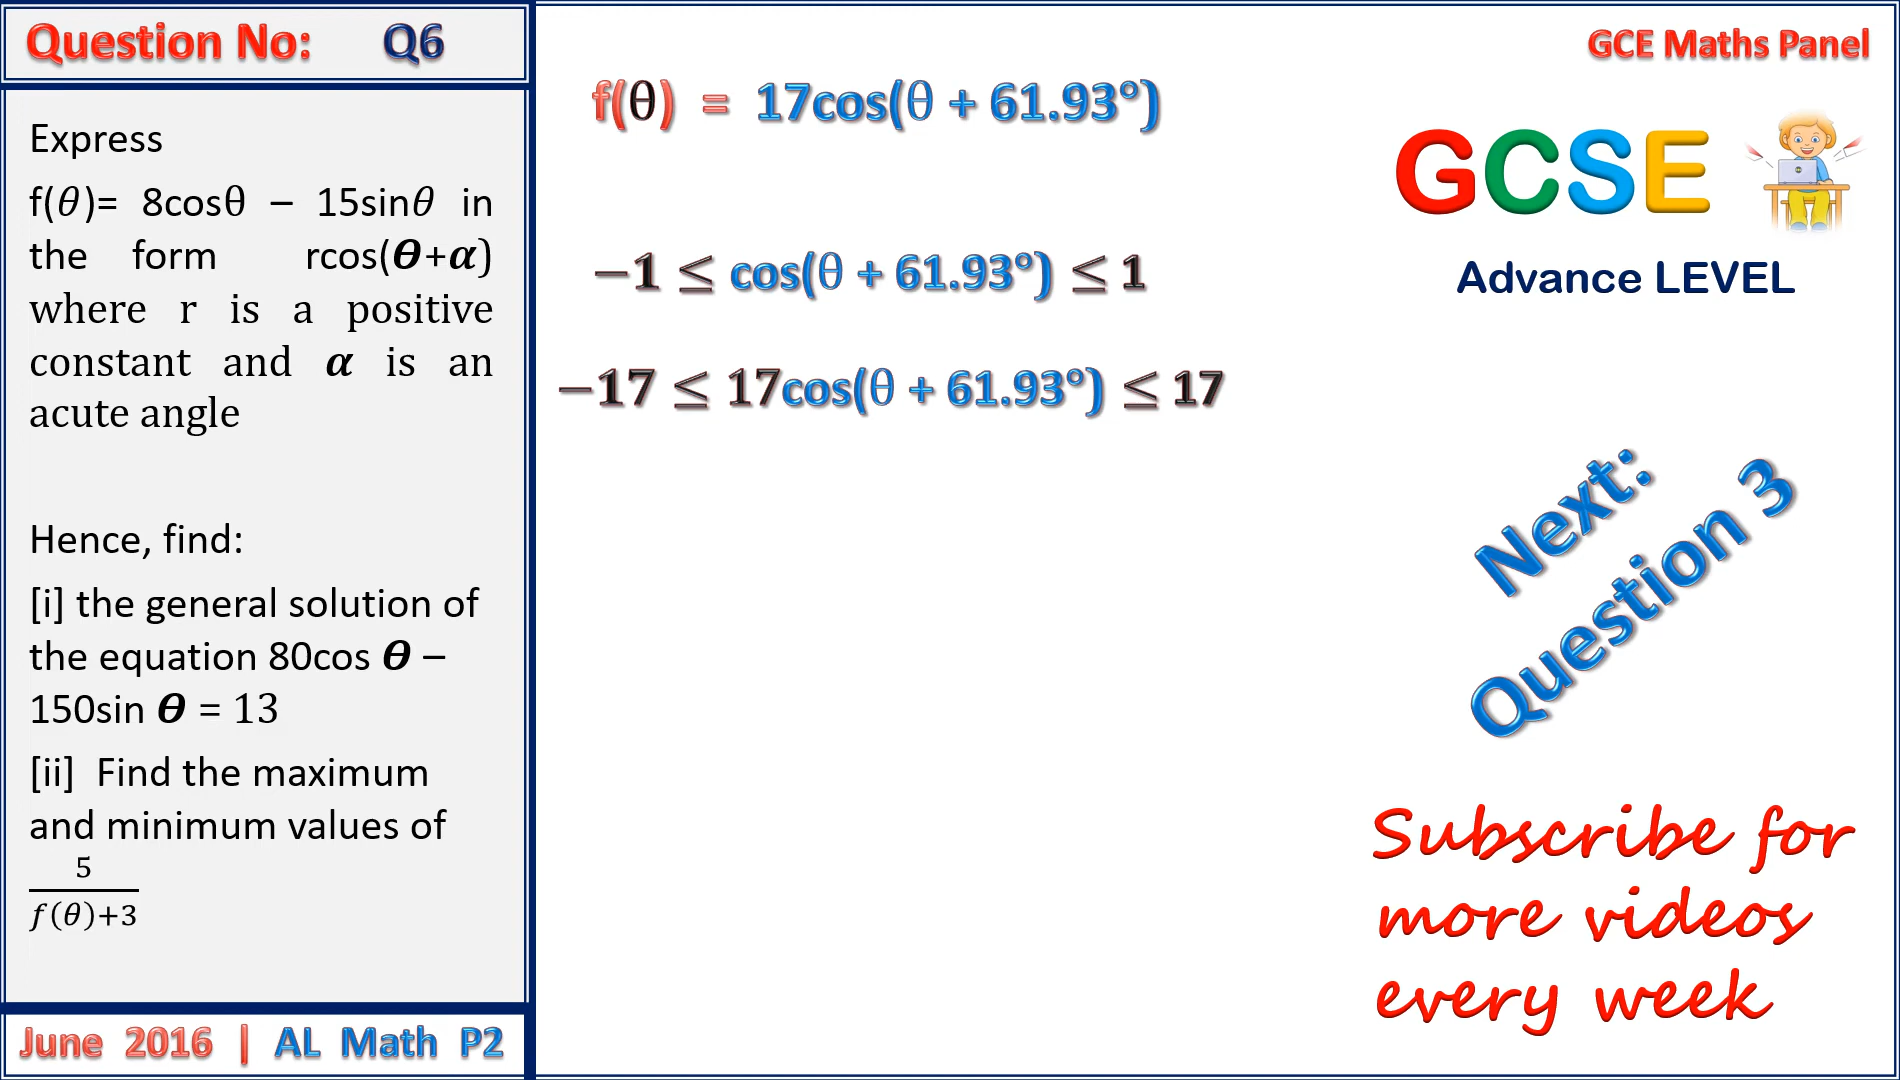 Question No: Q6
Express
f(𝜃)= 8cosθ – 15sin𝜃 in
the form rcos(𝜽+𝜶)
where r is a positive
constant and 𝜶 is an
acute angle
Hence, find:
[i] the general solution of
the equation 80cos 𝜽 –
150sin 𝜽 = 13
[ii] Find the maximum
and minimum values of
5
𝑓(𝜃)+3
June 2016 | AL Math P2
f(θ) = 17cos(θ + 61.93°)
−1 ≤ cos(θ + 61.93°) ≤ 1
−17 ≤ 17cos(θ + 61.93°) ≤ 17
GCE Maths Panel
GCSE
Advance LEVEL
Next:
Question 3
Subscribe for
more videos
every week